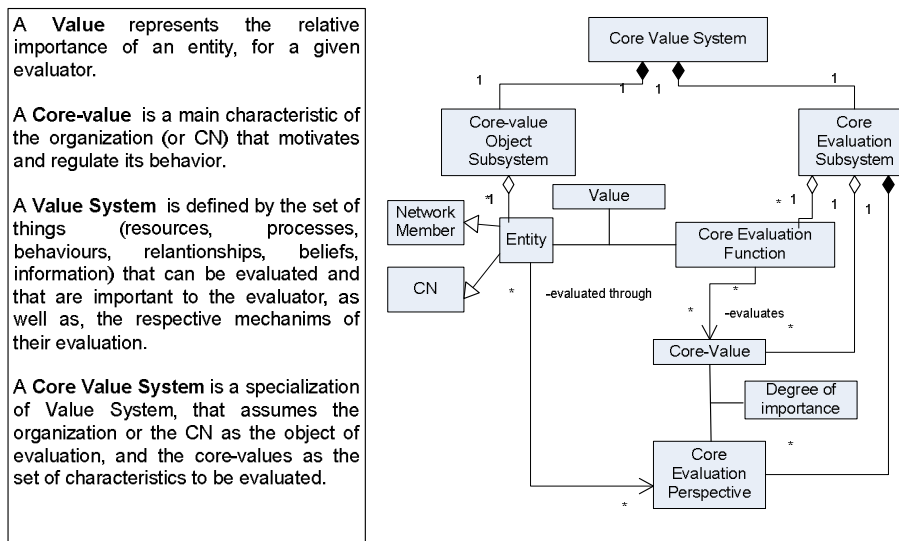 A Value represents the relative
importance of an entity, for a given
evaluator.
A Core-value is a main characteristic of
the organization (or CN) that motivates
and regulate its behavior.
A Value System is defined by the set of
things (resources, processes,
behaviours, relantionships, beliefs,
information) that can be evaluated and
that are important to the evaluator, as
well as, the respective mechanims of
their evaluation.
A Core Value System is a specialization
of Value System, that assumes the
organization or the CN as the object of
evaluation, and the core-values as the
set of characteristics to be evaluated.
Core Value System
1
1
1
1
Core-value
Object
Subsystem
Core
Evaluation
Subsystem
*1
Value
* 1
1
1
Network
Member
Entity
Core Evaluation
Function
CN
*
-evaluated through
*
*
-evaluates
*
Core-Value
Degree of
importance
*
Core
Evaluation
Perspective
*